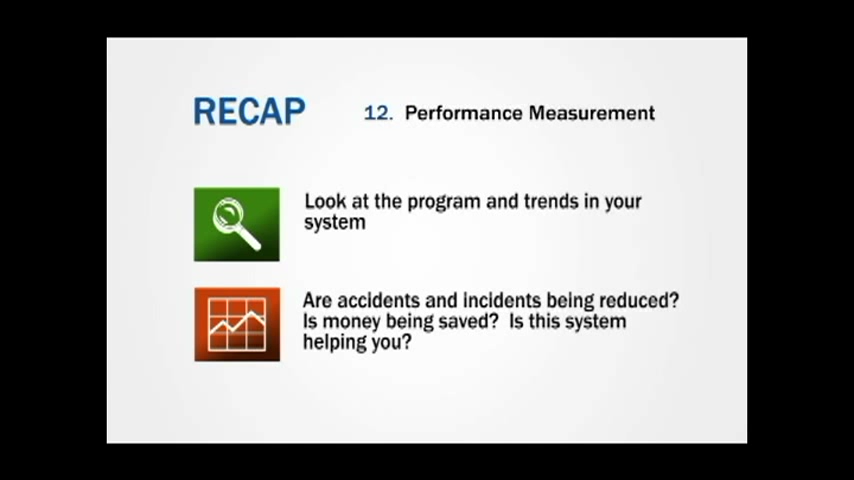 RECAP 12. Performance Measurement
Look at the program and trends in your
system
Are accidents and incidents being reduced?
Is money being saved? Is this system
helping you?